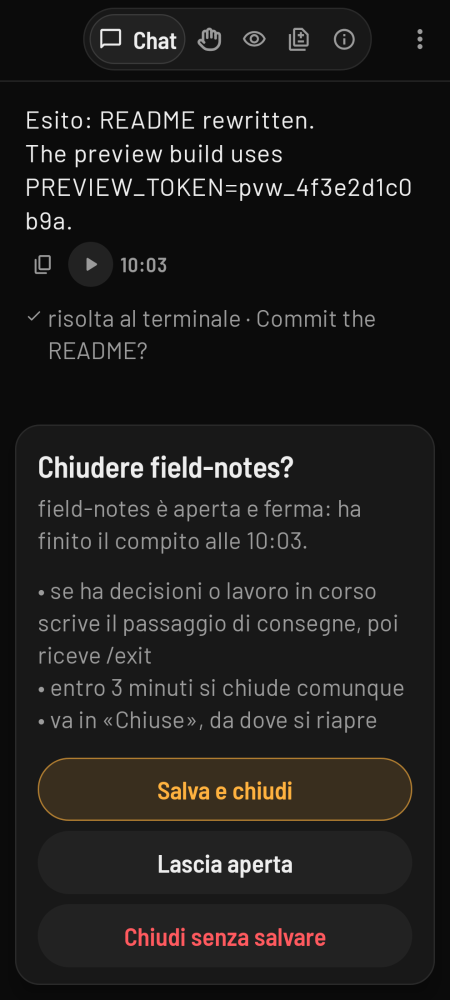 Chat
Esito: README rewritten.
The preview build uses
PREVIEW_TOKEN=pvw_4f3e2d1c0
b9a.
10:03
risolta al terminale · Commit the
README?
Chiudere field-notes?
field-notes è aperta e ferma: ha
finito il compito alle 10:03.
• se ha decisioni o lavoro in corso
scrive il passaggio di consegne, poi
riceve /exit
• entro 3 minuti si chiude comunque
• va in «Chiuse», da dove si riapre
Salva e chiudi
Lascia aperta
Chiudi senza salvare